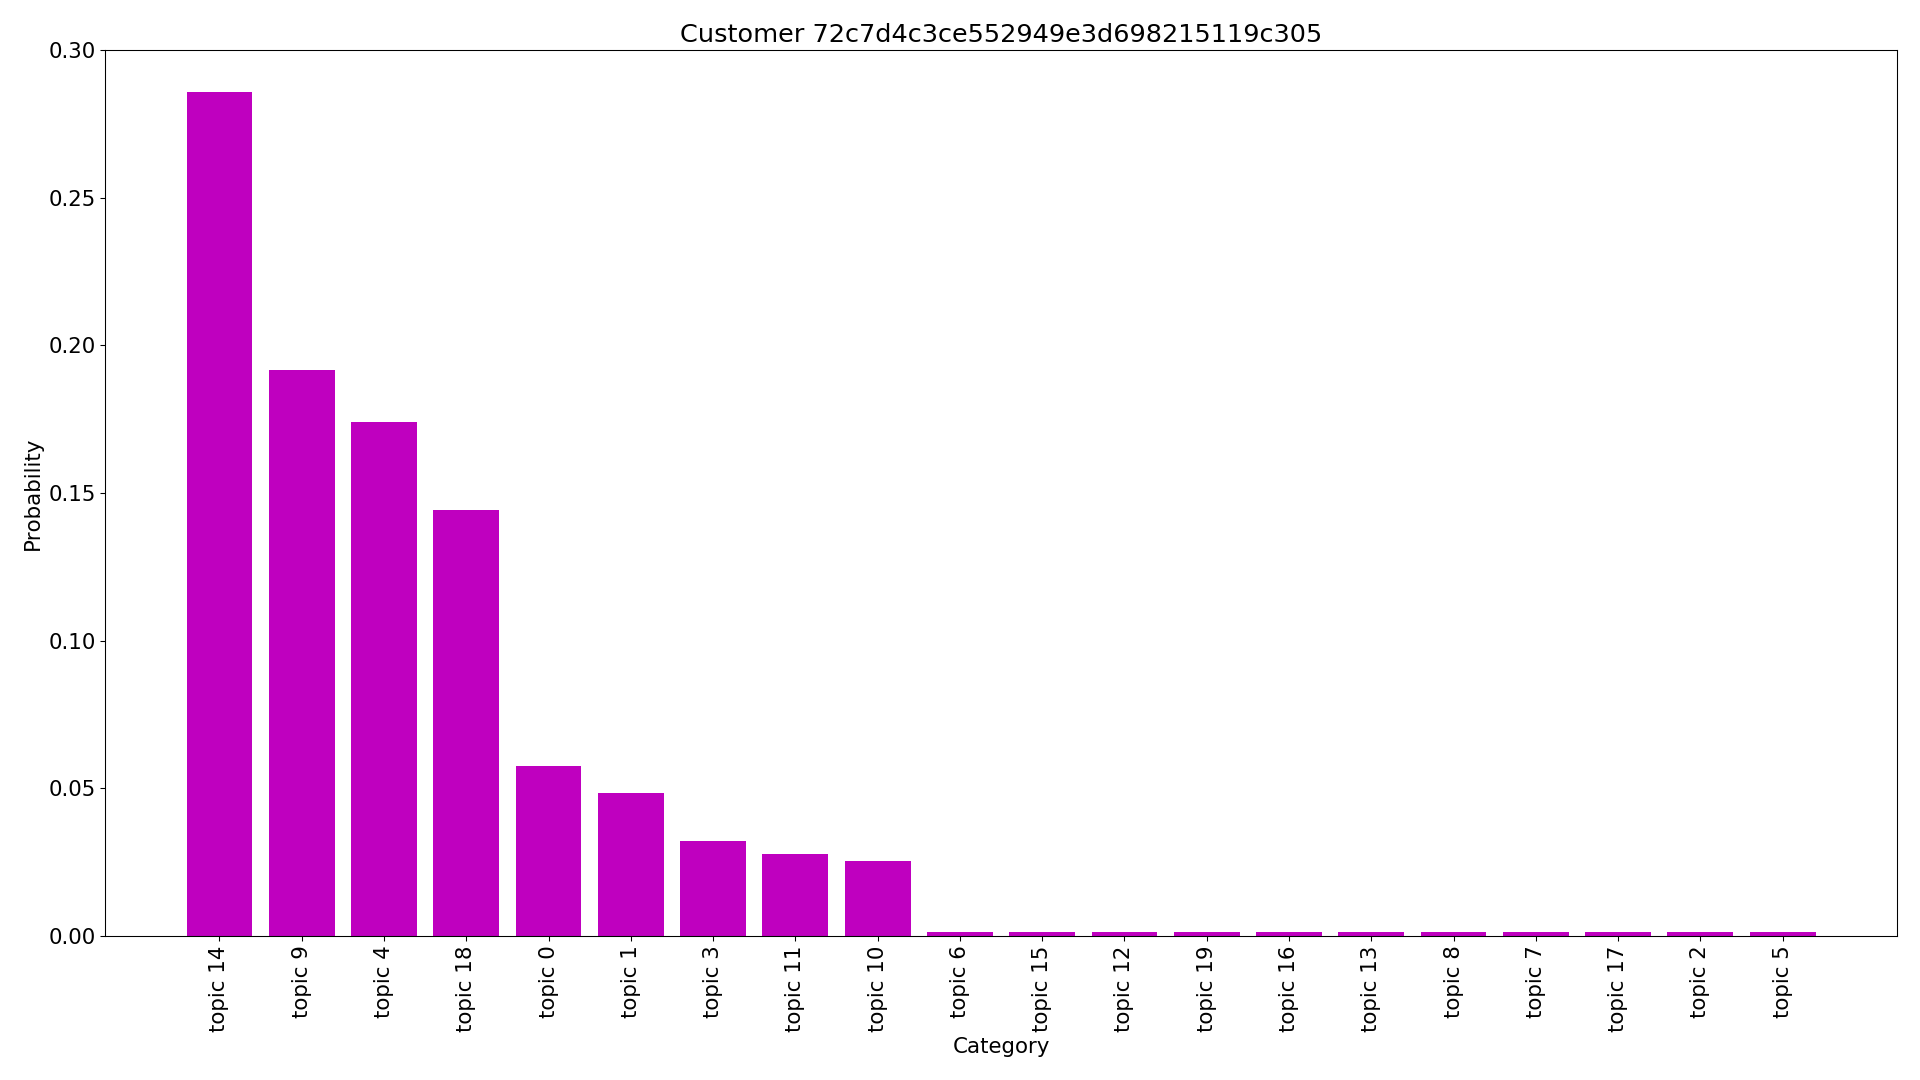 Customer 72c7d4c3ce552949e3d698215119c305
0.30
0.25
0.20
0.15
0.10
0.05
0.00
Probability
topic 14
topic 9
topic 4
topic 18
topic 0
topic 1
topic 3
topic 11
topic 10
topic 6
topic 15
topic 12
topic 19
topic 16
topic 13
topic 8
topic 7
topic 17
topic 2
topic 5
Category